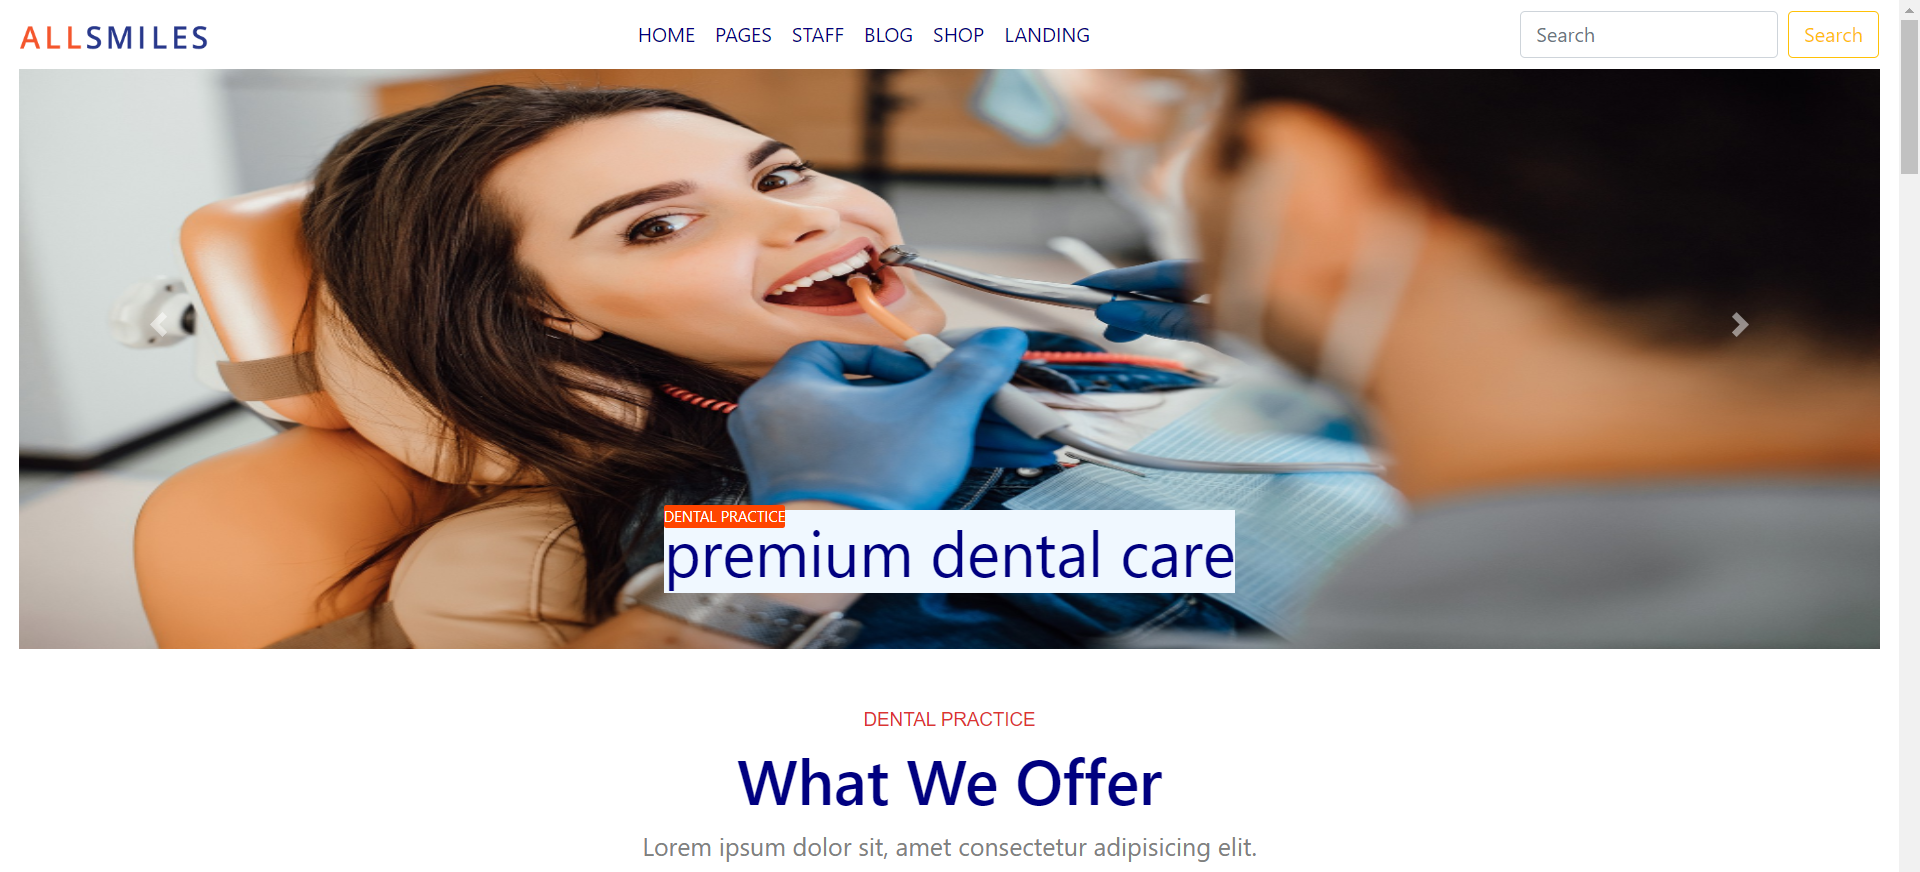 ALLSMILES
HOME PAGES STAFF BLOG SHOP LANDING
Search
Search
DENTAL PRACTICE
premium dental care
DENTAL PRACTICE
What We Offer
Lorem ipsum dolor sit, amet consectetur adipisicing elit.